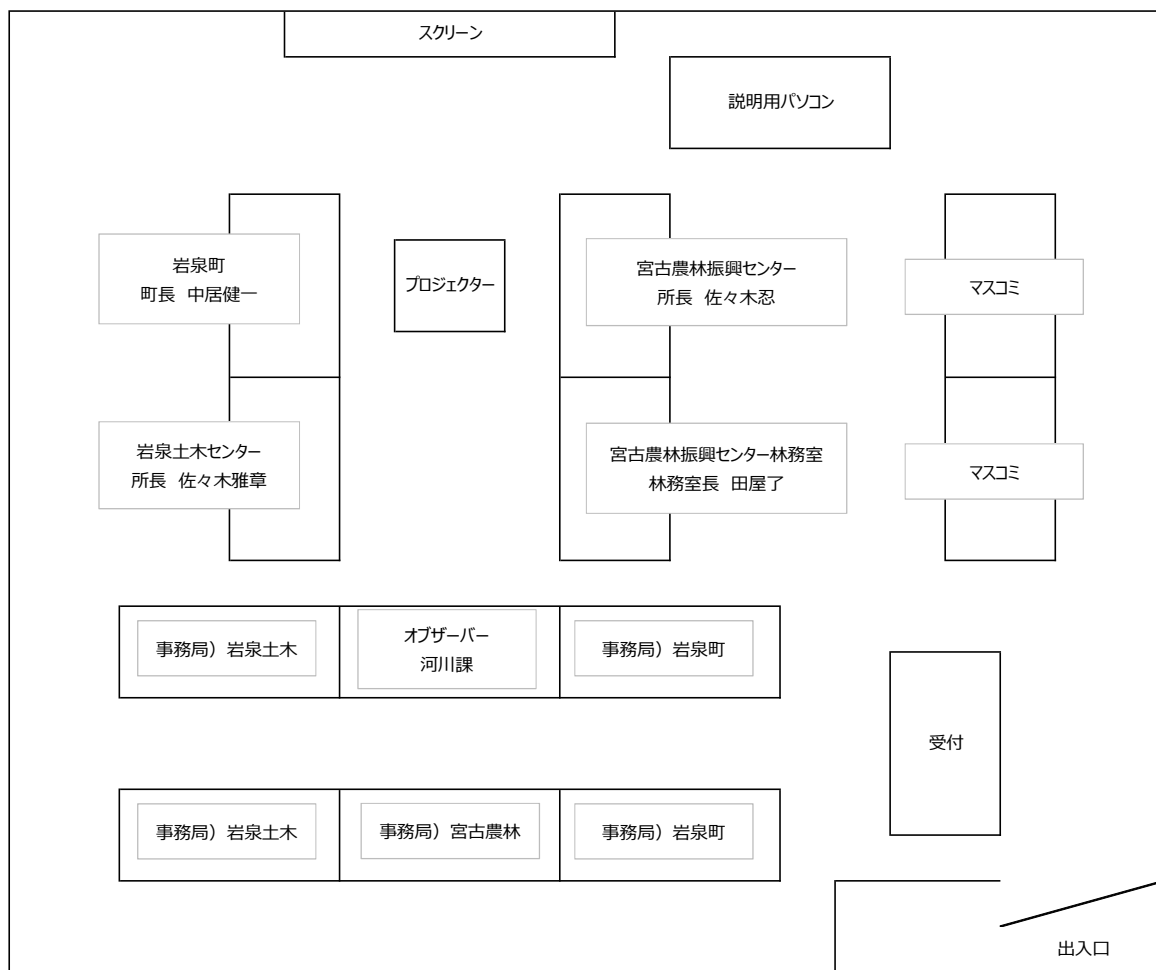 スクリーン
説明用パソコン
岩泉町
町長 中居健一
プロジェクター
宮古農林振興センター
所長 佐々木忍
マスコミ
岩泉土木センター
所長 佐々木雅章
宮古農林振興センター林務室
林務室長 田屋了
マスコミ
事務局）岩泉土木
オブザーバー
河川課
事務局）岩泉町
受付
事務局）岩泉土木
事務局）宮古農林
事務局）岩泉町
出入口